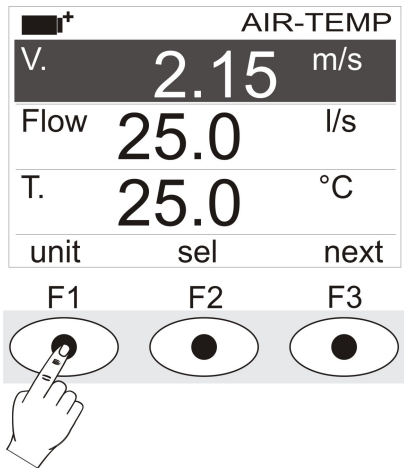 AIR-TEMP
V. 2.15 m/s
Flow 25.0 l/s
T. 25.0 °C
unit sel next
F1 F2 F3